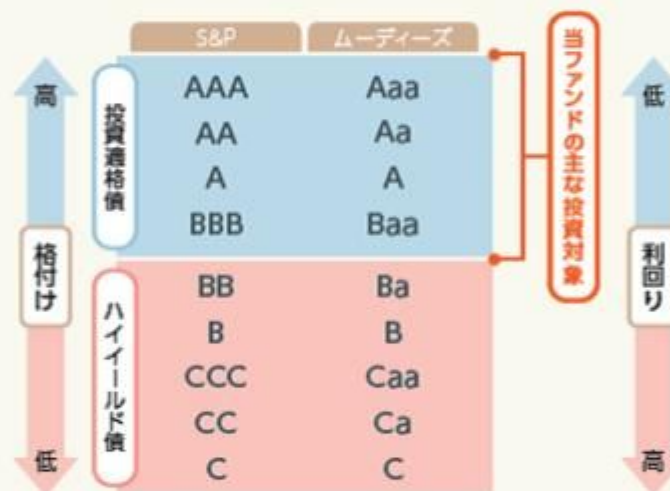 S&P ムーディーズ
高
投資適格債
AAA Aaa
AA Aa
A A
BBB Baa
当ファンドの主な投資対象
低
格付け
利回り
ハイイールド債
BB Ba
B B
CCC Caa
CC Ca
C C
低
高